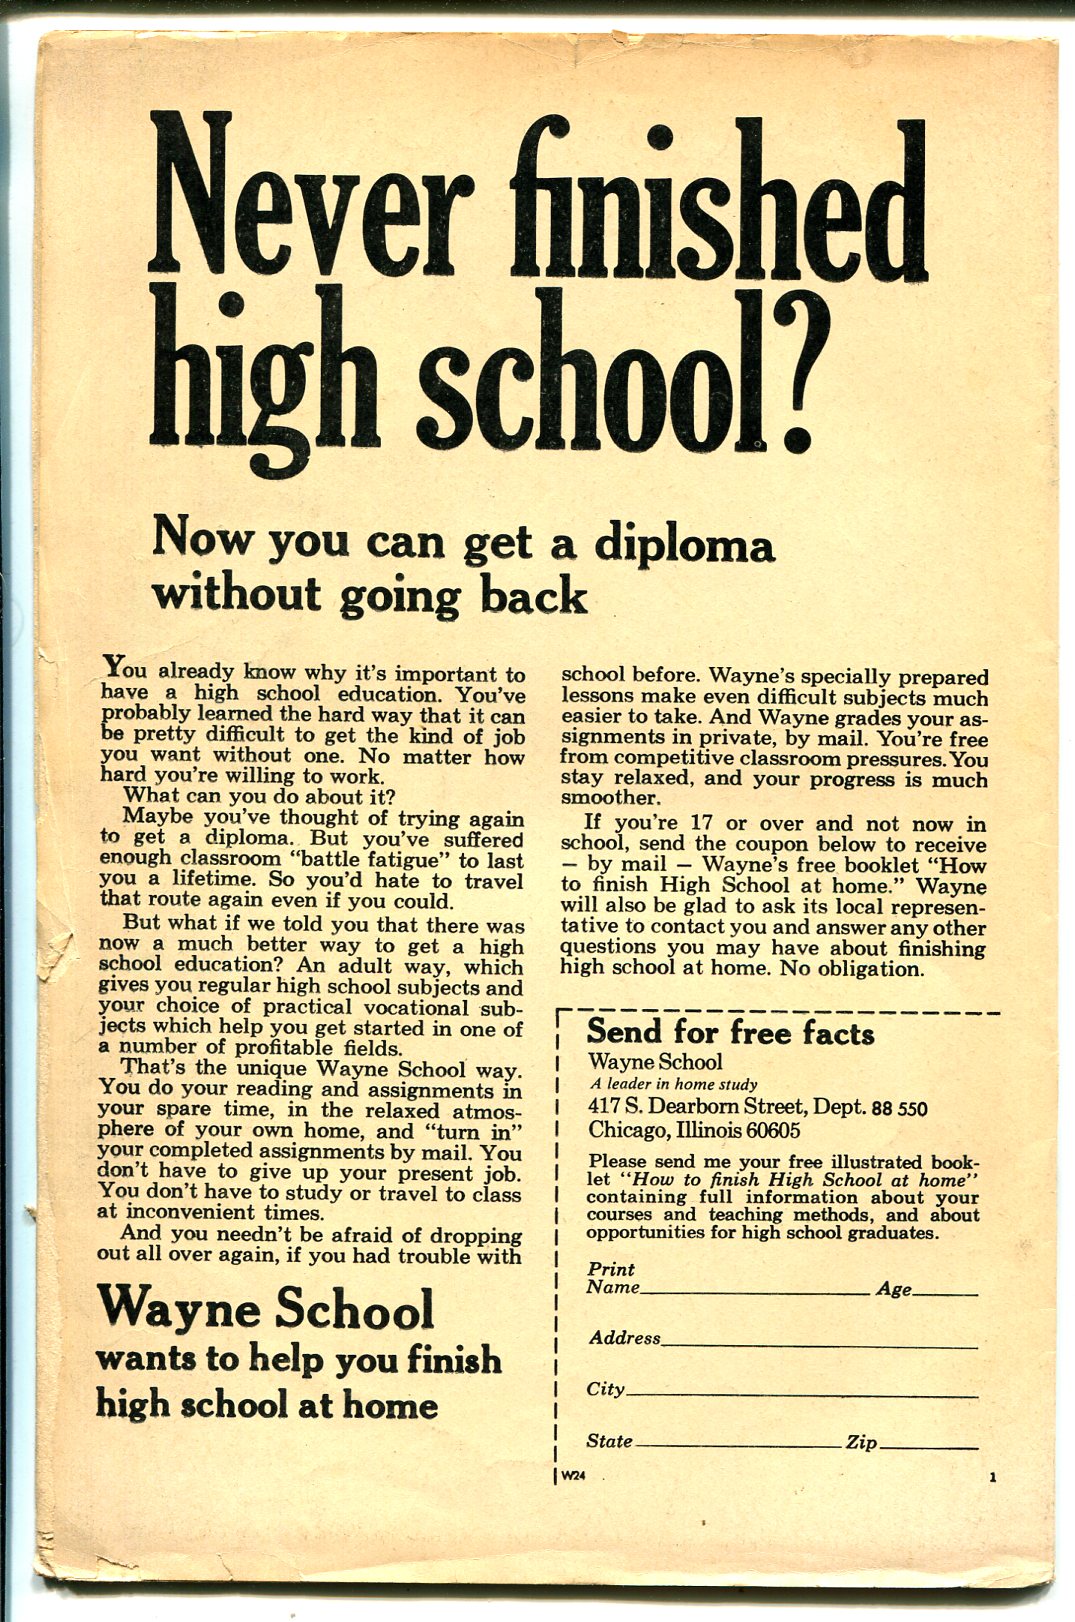 Never finished
high school?
Now you can get a diploma
without going back
You already know why it's important to
have a high school education. You've
probably learned the hard way that it can
be pretty difficult to get the kind of job
you want without one. No matter how
hard you're willing to work.
What can you do about it?
Maybe you've thought of trying again
to get a diploma. But you've suffered
enough classroom “battle fatigue” to last
you a lifetime. So you'd hate to travel
that route again even if you could.
But what if we told you that there was
now a much better way to get a high
school education? An adult way, which
gives you regular high school subjects and
your choice of practical vocational sub-
jects which help you get started in one of
a number of profitable fields.
That's the unique Wayne School way.
You do your reading and assignments in
your spare time, in the relaxed atmos-
phere of your own home, and “turn in”
your completed assignments by mail. You
don't have to give up your present job.
You don't have to study or travel to class
at inconvenient times.
And you needn't be afraid of dropping
out all over again, if you had trouble with
school before. Wayne's specially prepared
lessons make even difficult subjects much
easier to take. And Wayne grades your as-
signments in private, by mail. You're free
from competitive classroom pressures. You
stay relaxed, and your progress is much
smoother.
If you're 17 or over and not now in
school, send the coupon below to receive
— by mail — Wayne's free booklet “How
to finish High School at home.” Wayne
will also be glad to ask its local represen-
tative to contact you and answer any other
questions you may have about finishing
high school at home. No obligation.
Wayne School
wants to help you finish
high school at home
Send for free facts
Wayne School
A leader in home study
417 S. Dearborn Street, Dept. 88 550
Chicago, Illinois 60605
Please send me your free illustrated book-
let “How to finish High School at home”
containing full information about your
courses and teaching methods, and about
opportunities for high school graduates.
Print
Name Age
Address
City
State Zip
W24 1